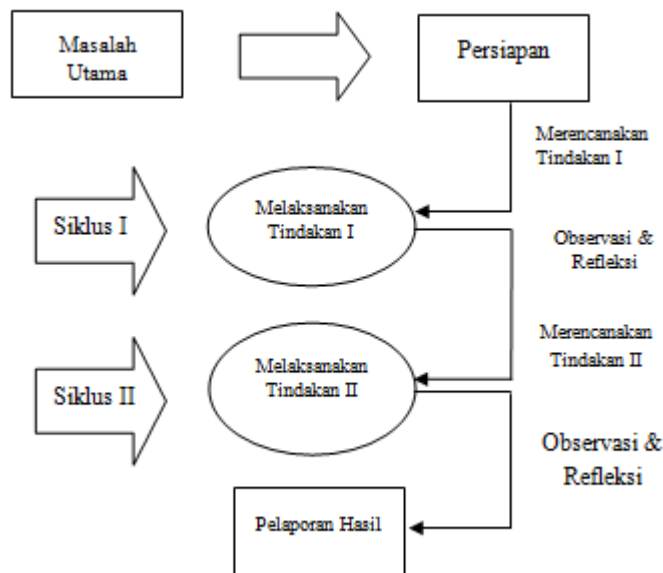 Masalah
Utama
Persiapan
Merencanakan
Tindakan I
Siklus I
Melaksanakan
Tindakan I
Observasi &
Refleksi
Merencanakan
Tindakan II
Siklus II
Melaksanakan
Tindakan II
Observasi &
Refleksi
Pelaporan Hasil